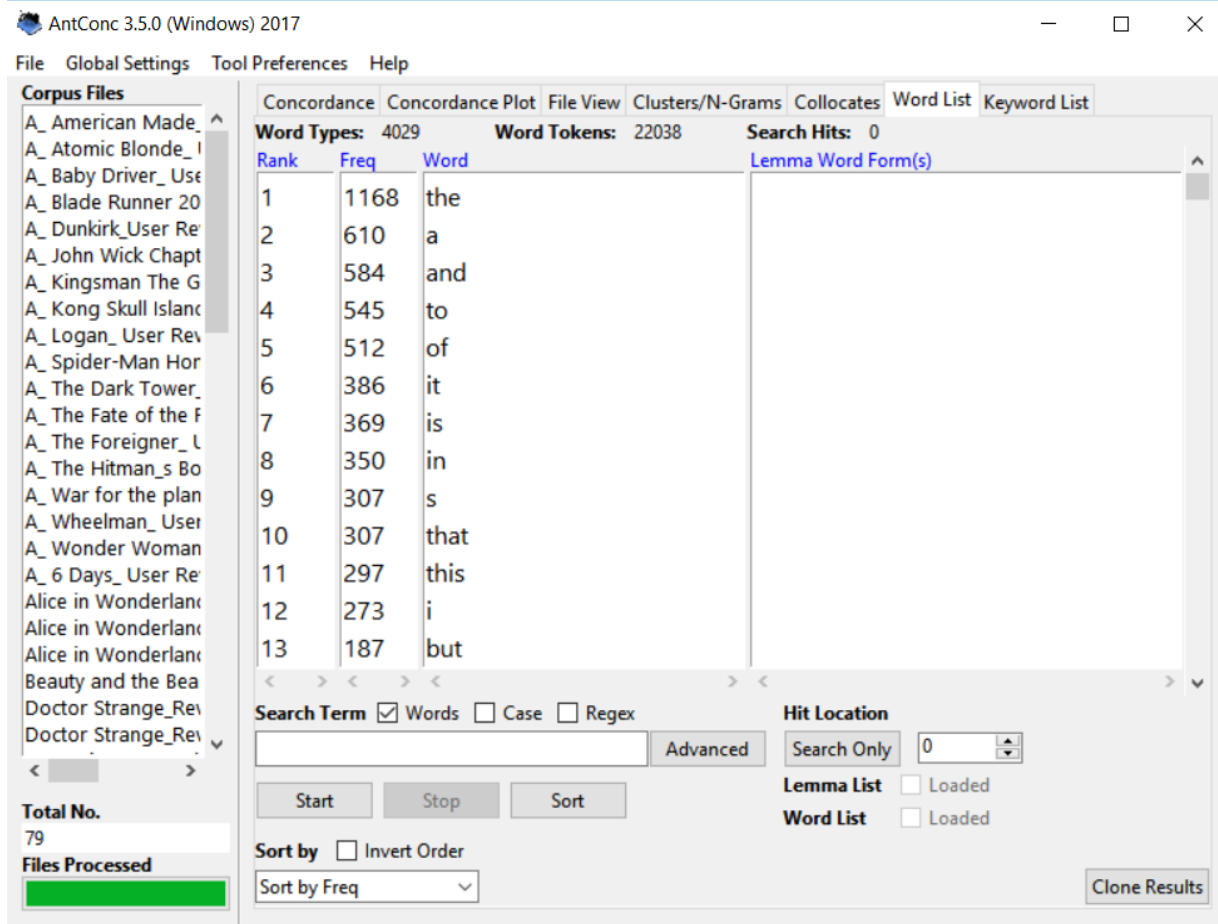 AntConc 3.5.0 (Windows) 2017
File Global Settings Tool Preferences Help
Corpus Files
A_ American Made_
A_ Atomic Blonde_
A_ Baby Driver_ Use
A_ Blade Runner 20
A_ Dunkirk_User Re
A_ John Wick Chapt
A_ Kingsman The G
A_ Kong Skull Islanc
A_ Logan_ User Rev
A_ Spider-Man Hor
A_ The Dark Tower_
A_ The Fate of the F
A_ The Foreigner_ U
A_ The Hitman_s Bo
A_ War for the plan
A_ Wheelman_ User
A_ Wonder Woman
A_ 6 Days_ User Re
Alice in Wonderland
Alice in Wonderland
Alice in Wonderland
Beauty and the Bea
Doctor Strange_Rev
Doctor Strange_Rev
Total No.
79
Files Processed
Concordance Concordance Plot File View Clusters/N-Grams Collocates Word List Keyword List
Word Types: 4029 Word Tokens: 22038 Search Hits: 0
Rank Freq Word Lemma Word Form(s)
1 1168 the
2 610 a
3 584 and
4 545 to
5 512 of
6 386 it
7 369 is
8 350 in
9 307 s
10 307 that
11 297 this
12 273 i
13 187 but
Search Term Words Case Regex Hit Location
Advanced Search Only 0
Start Stop Sort Lemma List Loaded
Word List Loaded
Sort by Invert Order
Sort by Freq Clone Results